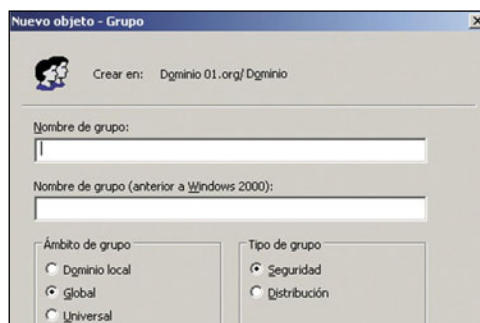 Nuevo objeto - Grupo
Crear en: Dominio 01.org/ Dominio
Nombre de grupo:
Nombre de grupo (anterior a Windows 2000):
Ámbito de grupo
Tipo de grupo
Dominio local
Seguridad
Global
Distribución
Universal